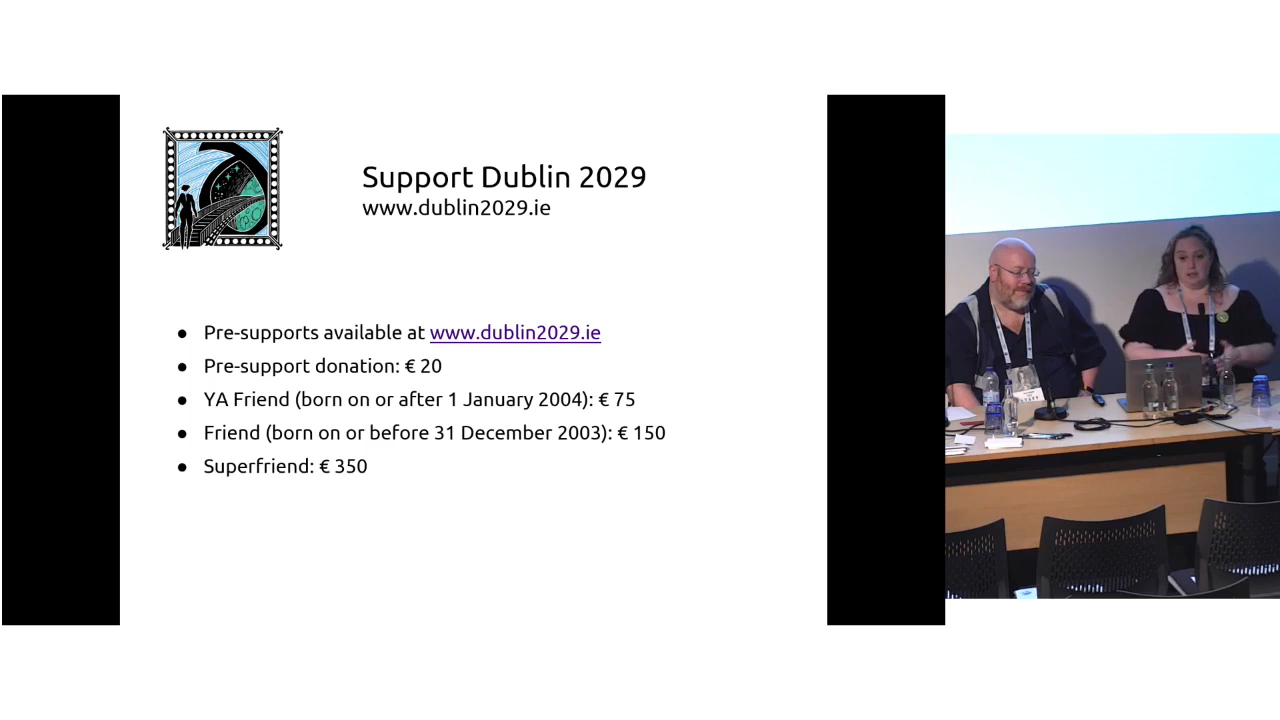 Support Dublin 2029
www.dublin2029.ie
● Pre-supports available at www.dublin2029.ie
● Pre-support donation: € 20
● YA Friend (born on or after 1 January 2004): € 75
● Friend (born on or before 31 December 2003): € 150
● Superfriend: € 350